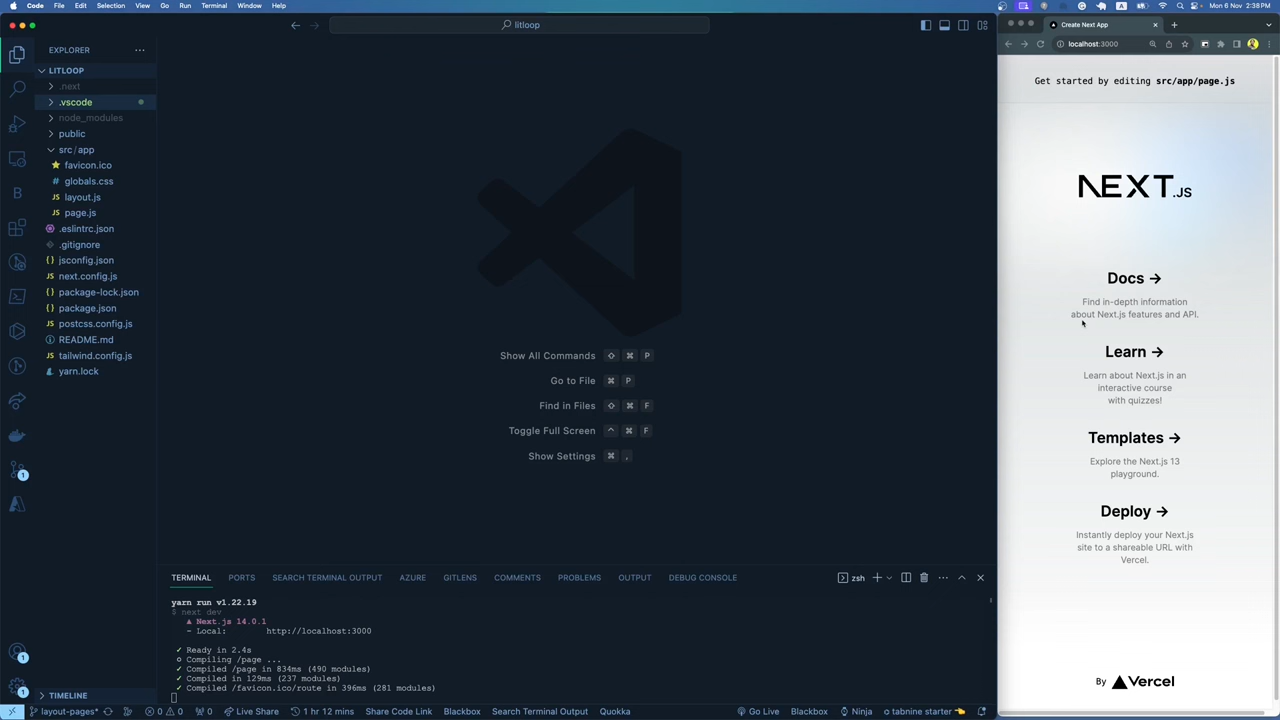 Code File Edit Selection View Go Run Terminal Window Help
Mon 6 Nov 2:38 PM
litloop
EXPLORER
LITLOOP
.next
.vscode
node_modules
public
src / app
favicon.ico
globals.css
layout.js
page.js
.eslintrc.json
.gitignore
jsconfig.json
next.config.js
package-lock.json
package.json
postcss.config.js
README.md
tailwind.config.js
yarn.lock
TIMELINE
Show All Commands ⇧ ⌘ P
Go to File ⌘ P
Find in Files ⇧ ⌘ F
Toggle Full Screen ^ ⌘ F
Show Settings ⌘ ,
TERMINAL PORTS SEARCH TERMINAL OUTPUT AZURE GITLENS COMMENTS PROBLEMS OUTPUT DEBUG CONSOLE
zsh
yarn run v1.22.19
$ next dev
▲ Next.js 14.0.1
- Local: http://localhost:3000
✓ Ready in 2.4s
○ Compiling /page ...
✓ Compiled /page in 834ms (490 modules)
✓ Compiled in 129ms (237 modules)
✓ Compiled /favicon.ico/route in 396ms (281 modules)
layout-pages* 0 0 0 Live Share 1 hr 12 mins Share Code Link Blackbox Search Terminal Output Quokka Go Live Blackbox Ninja tabnine starter
Create Next App
localhost:3000
Get started by editing src/app/page.js
NEXT.JS
Docs ->
Find in-depth information
about Next.js features and API.
Learn ->
Learn about Next.js in an
interactive course
with quizzes!
Templates ->
Explore the Next.js 13
playground.
Deploy ->
Instantly deploy your Next.js
site to a shareable URL with
Vercel.
By ▲Vercel